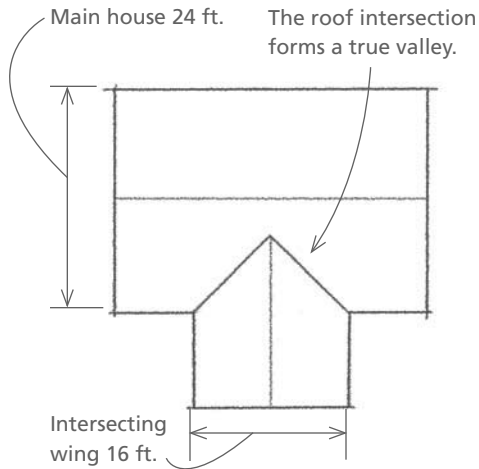 Main house 24 ft.
The roof intersection
forms a true valley.
Intersecting
wing 16 ft.